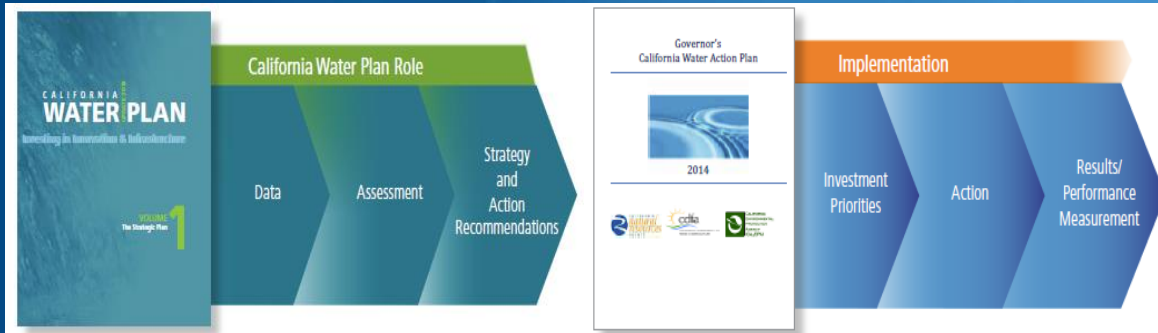 CALIFORNIA
WATER PLAN
Investing in Innovation & Infrastructure
VOLUME
1
The Strategic Plan
California Water Plan Role
Data
Assessment
Strategy
and
Action
Recommendations
Governor's
California Water Action Plan
2014
cdfa
Implementation
Investment
Priorities
Action
Results/
Performance
Measurement